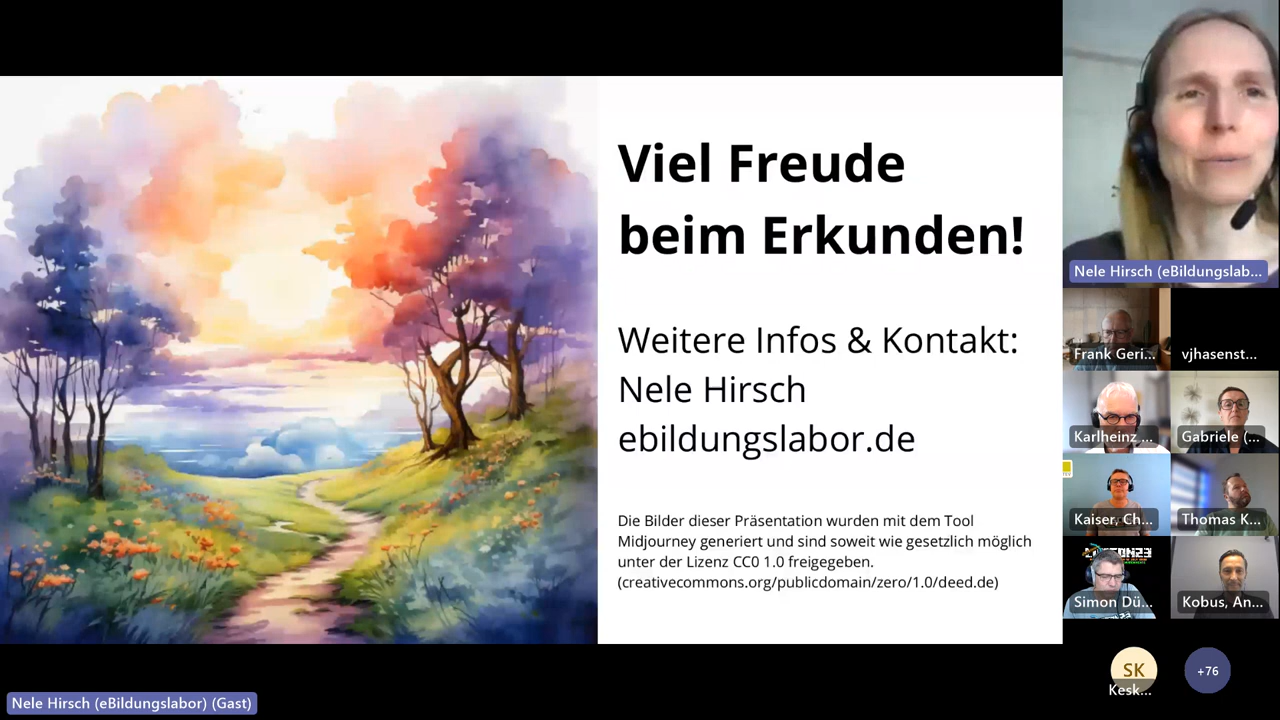 Viel Freude
beim Erkunden!
Weitere Infos & Kontakt:
Nele Hirsch
ebildungslabor.de
Die Bilder dieser Präsentation wurden mit dem Tool
Midjourney generiert und sind soweit wie gesetzlich möglich
unter der Lizenz CC0 1.0 freigegeben.
(creativecommons.org/publicdomain/zero/1.0/deed.de)
Nele Hirsch (eBildungslabor) (Gast)
Nele Hirsch (eBildungslab...
Frank Geri...
vjhasenst...
Karlheinz ...
Gabriele (...
Kaiser, Ch...
Thomas K...
Simon Dü...
Kobus, An...
SK
Kesk...
+76